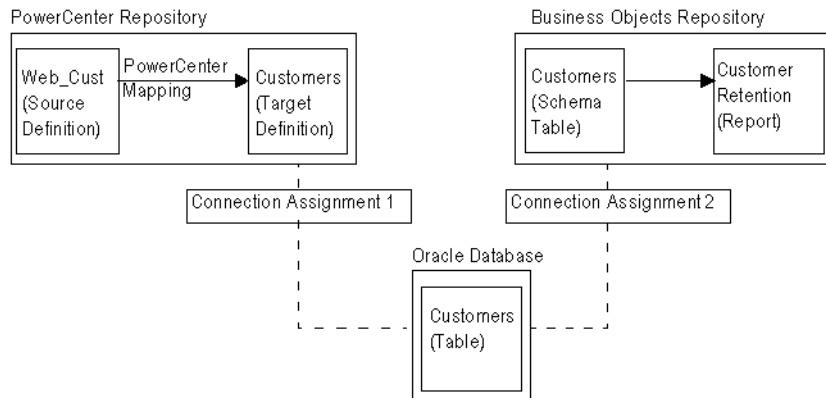 PowerCenter Repository
Web_Cust
(Source
Definition)
PowerCenter
Mapping
Customers
(Target
Definition)
Business Objects Repository
Customers
(Schema
Table)
Customer
Retention
(Report)
Connection Assignment 1
Connection Assignment 2
Oracle Database
Customers
(Table)